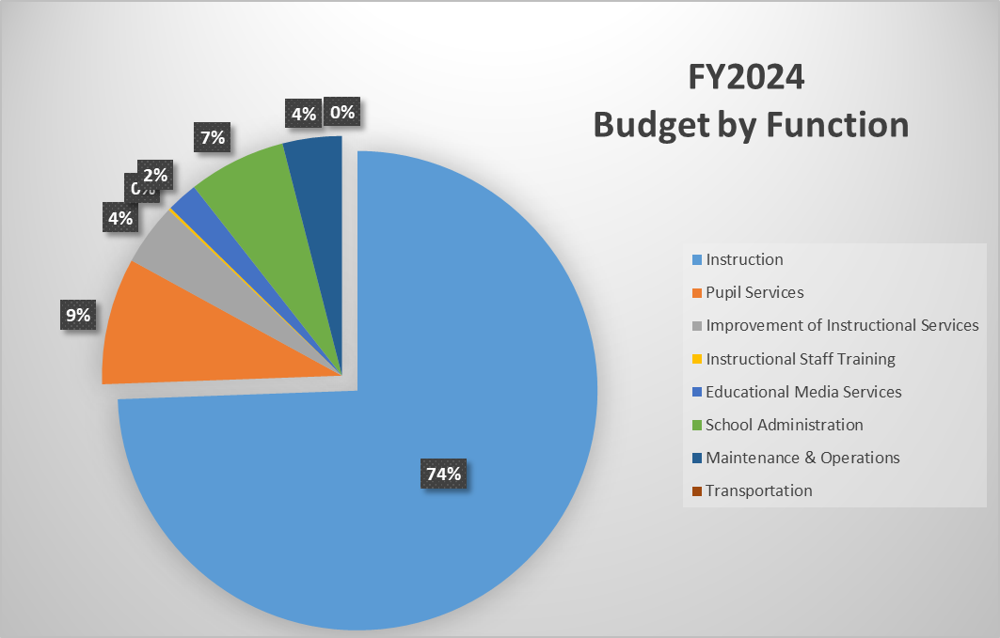 FY2024
Budget by Function
4%
0%
7%
2%
4%
9%
74%
Instruction
Pupil Services
Improvement of Instructional Services
Instructional Staff Training
Educational Media Services
School Administration
Maintenance & Operations
Transportation